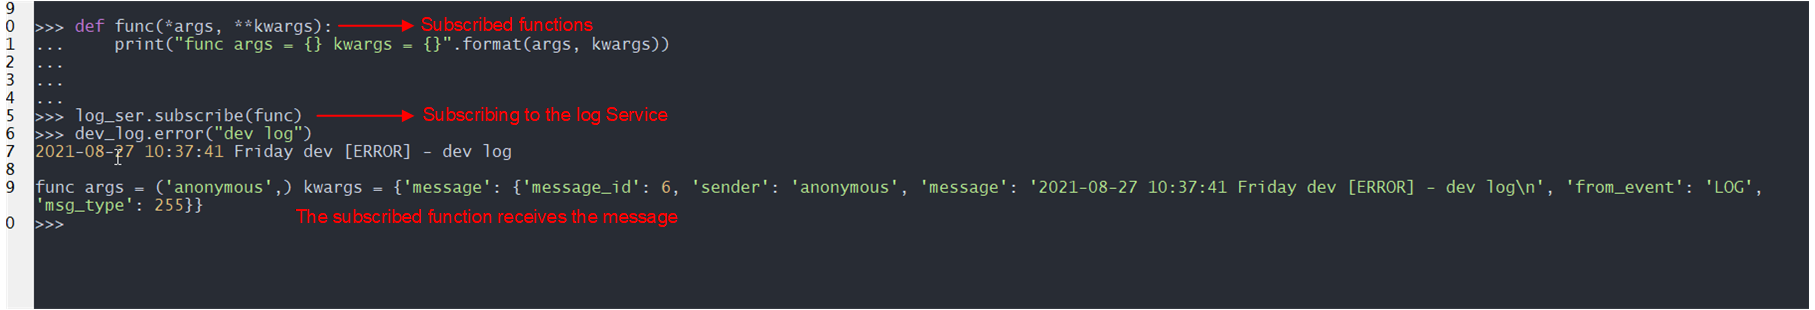 9
0 >>> def func(*args, **kwargs): Subscribed functions
1 ...     print("func args = {} kwargs = {}".format(args, kwargs))
2 ...
3 ...
4 ...
5 >>> log_ser.subscribe(func) Subscribing to the log Service
6 >>> dev_log.error("dev log")
7 2021-08-27 10:37:41 Friday dev [ERROR] - dev log
8
9 func args = ('anonymous',) kwargs = {'message': {'message_id': 6, 'sender': 'anonymous', 'message': '2021-08-27 10:37:41 Friday dev [ERROR] - dev log\n', 'from_event': 'LOG',
'msg_type': 255}}
The subscribed function receives the message
0 >>>